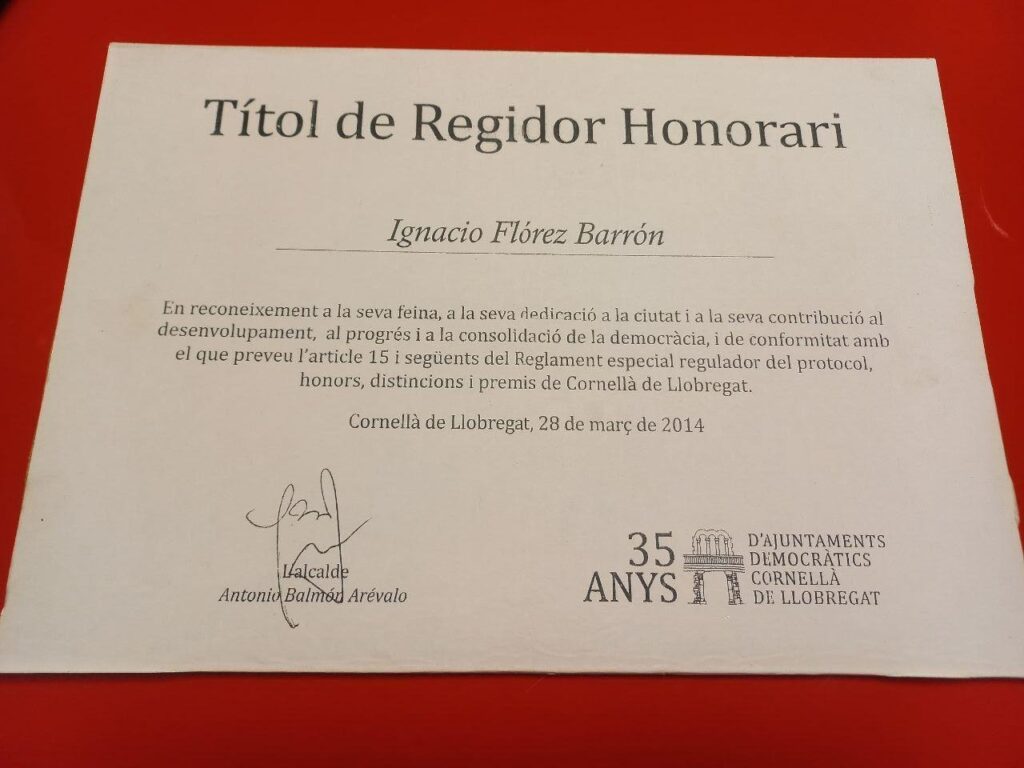 Títol de Regidor Honorari
Ignacio Flórez Barrón
En reconeixement a la seva feina, a la seva dedicació a la ciutat i a la seva contribució al
desenvolupament, al progrés i a la consolidació de la democràcia, i de conformitat amb
el que preveu l'article 15 i següents del Reglament especial regulador del protocol,
honors, distincions i premis de Cornellà de Llobregat.
Cornellà de Llobregat, 28 de març de 2014
L'alcalde
Antonio Balmón Arévalo
35
ANYS
D'AJUNTAMENTS
DEMOCRÀTICS
CORNELLÀ
DE LLOBREGAT